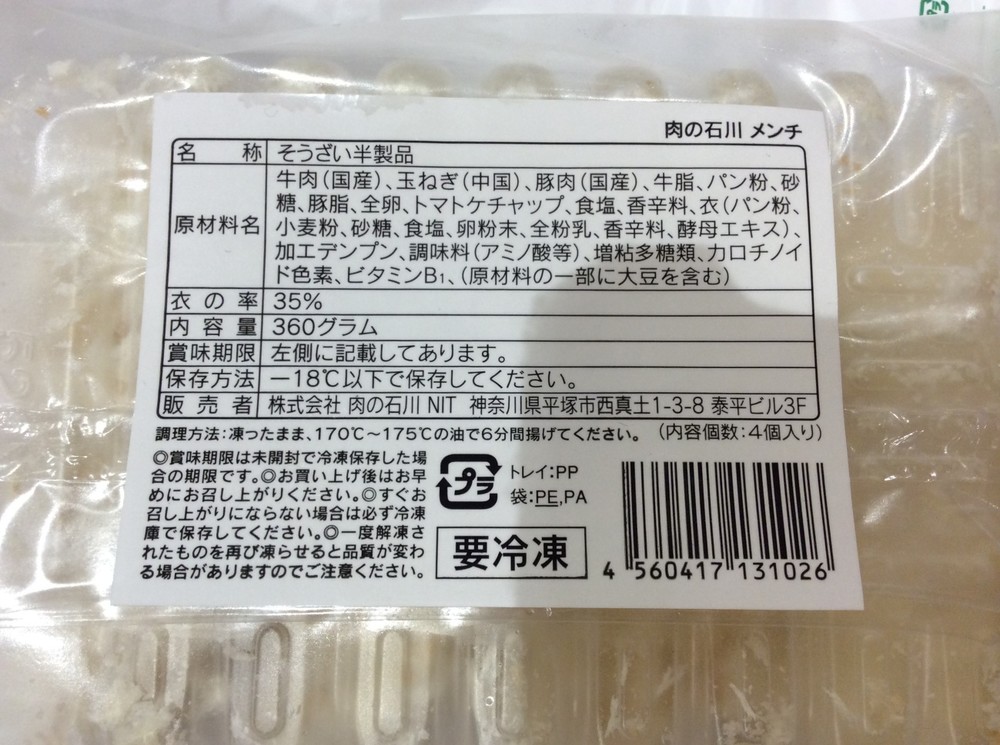 肉の石川 メンチ
名称 そうざい半製品
原材料名 牛肉(国産)、玉ねぎ(中国)、豚肉(国産)、牛脂、パン粉、砂
糖、豚脂、全卵、トマトケチャップ、食塩、香辛料、衣(パン粉、
小麦粉、砂糖、食塩、卵粉末、全粉乳、香辛料、酵母エキス)、
加工デンプン、調味料(アミノ酸等)、増粘多糖類、カロチノイ
ド色素、ビタミンB1、(原材料の一部に大豆を含む)
衣の率 35%
内容量 360グラム
賞味期限 左側に記載してあります。
保存方法 −18℃以下で保存してください。
販売者 株式会社 肉の石川 NIT 神奈川県平塚市西真土1-3-8 泰平ビル3F
調理方法:凍ったまま、170℃〜175℃の油で6分間揚げてください。 (内容個数:4個入り)
◎賞味期限は未開封で冷凍保存した場
合の期限です。◎お買い上げ後はお早
めにお召し上がりください。◎すぐお
召し上がりにならない場合は必ず冷凍
庫で保存してください。◎一度解凍さ
れたものを再び凍らせると品質が変わ
る場合がありますのでご注意ください。
プラ
トレイ:PP
袋:PE,PA
要冷凍
4 560417 131026